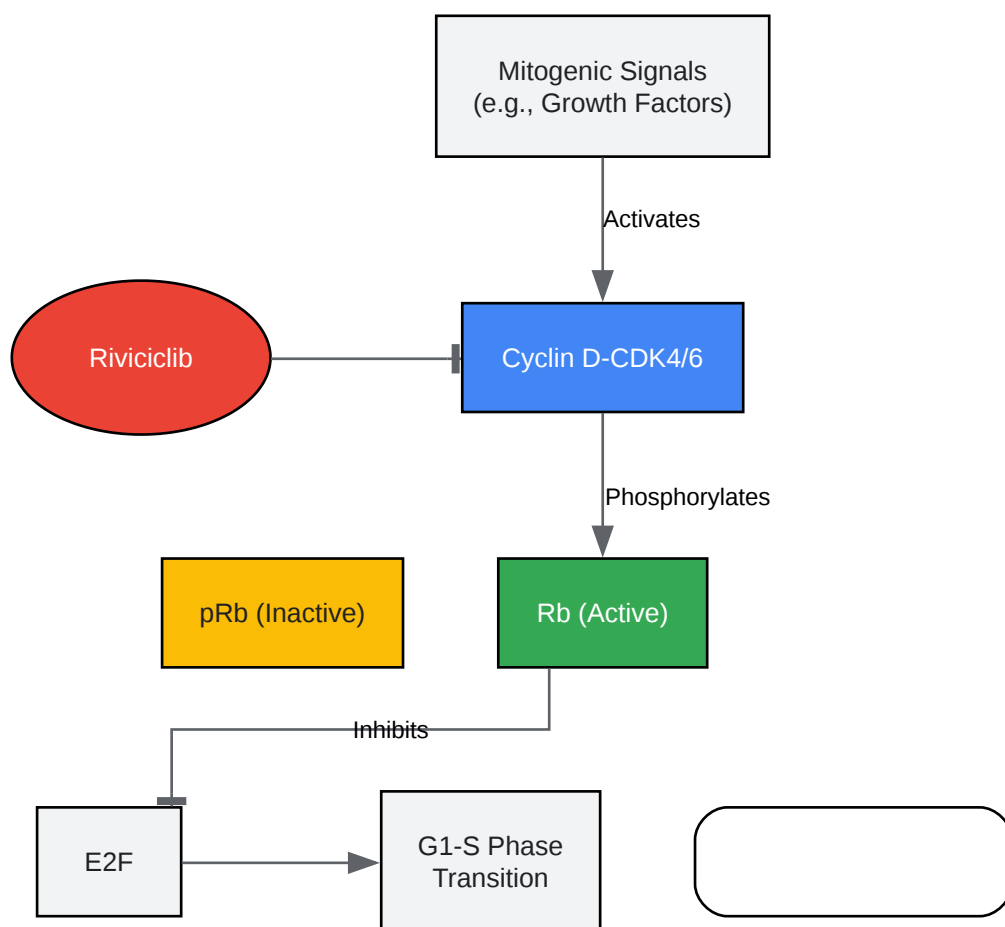 Mitogenic Signals
(e.g., Growth Factors)
Activates
Riviciclib
Cyclin D-CDK4/6
Phosphorylates
pRb (Inactive)
Rb (Active)
Inhibits
E2F
G1-S Phase
Transition